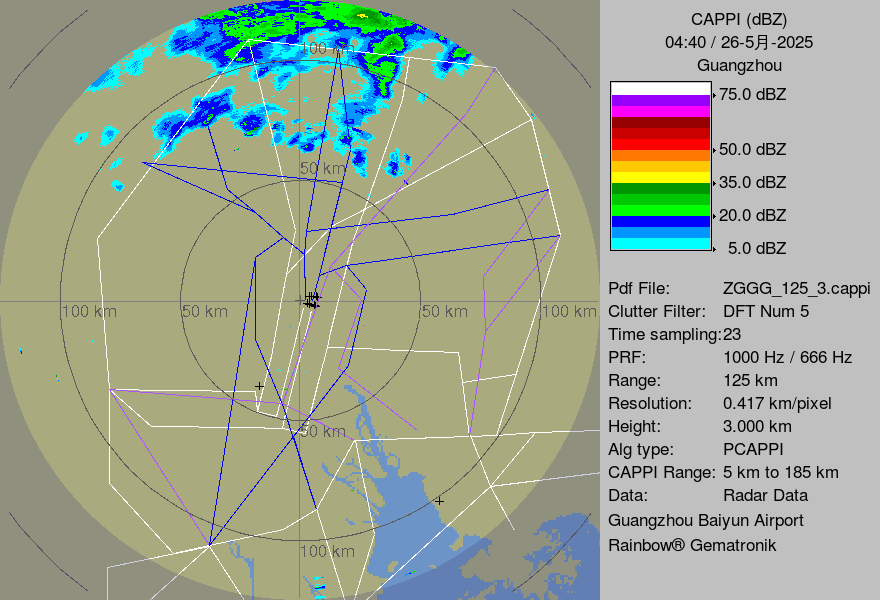 CAPPI (dBZ)
04:40 / 26-5月-2025
Guangzhou
75.0 dBZ
50.0 dBZ
35.0 dBZ
20.0 dBZ
5.0 dBZ
Pdf File: ZGGG_125_3.cappi
Clutter Filter: DFT Num 5
Time sampling:23
PRF: 1000 Hz / 666 Hz
Range: 125 km
Resolution: 0.417 km/pixel
Height: 3.000 km
Alg type: PCAPPI
CAPPI Range: 5 km to 185 km
Data: Radar Data
Guangzhou Baiyun Airport
Rainbow® Gematronik
100 km
50 km
100 km
50 km
50 km
100 km
50 km
100 km